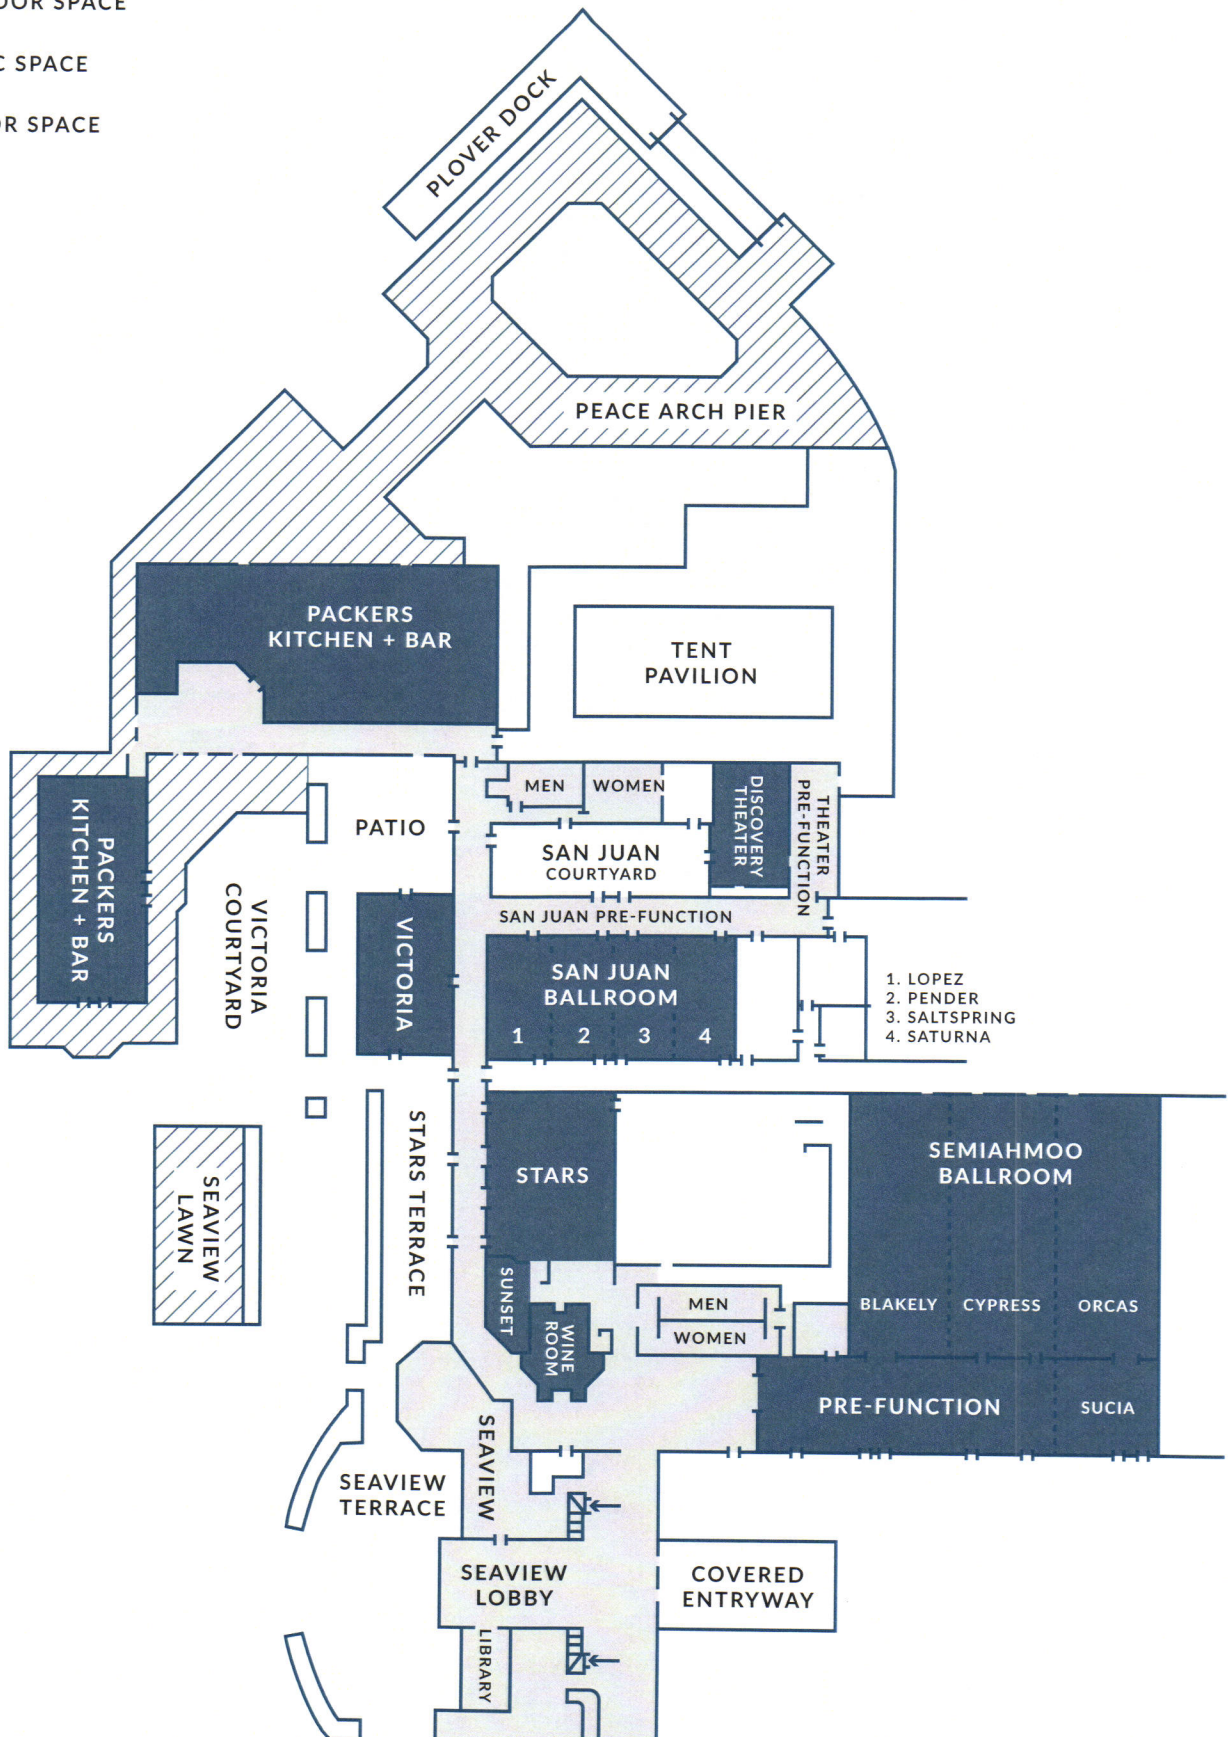 OOR SPACE
C SPACE
OR SPACE
PLOVER DOCK
PEACE ARCH PIER
PACKERS
KITCHEN + BAR
TENT
PAVILION
MEN
WOMEN
DISCOVERY
THEATER
THEATER
PRE-FUNCTION
PATIO
SAN JUAN
COURTYARD
PACKERS
KITCHEN + BAR
VICTORIA
COURTYARD
VICTORIA
SAN JUAN PRE-FUNCTION
SAN JUAN
BALLROOM
1 2 3 4
1. LOPEZ
2. PENDER
3. SALTSPRING
4. SATURNA
STARS TERRACE
STARS
SEMIAHMOO
BALLROOM
SEAVIEW
LAWN
SUNSET
WINE
ROOM
MEN
WOMEN
BLAKELY CYPRESS ORCAS
PRE-FUNCTION
SUCIA
SEAVIEW
SEAVIEW
TERRACE
SEAVIEW
LOBBY
COVERED
ENTRYWAY
LIBRARY